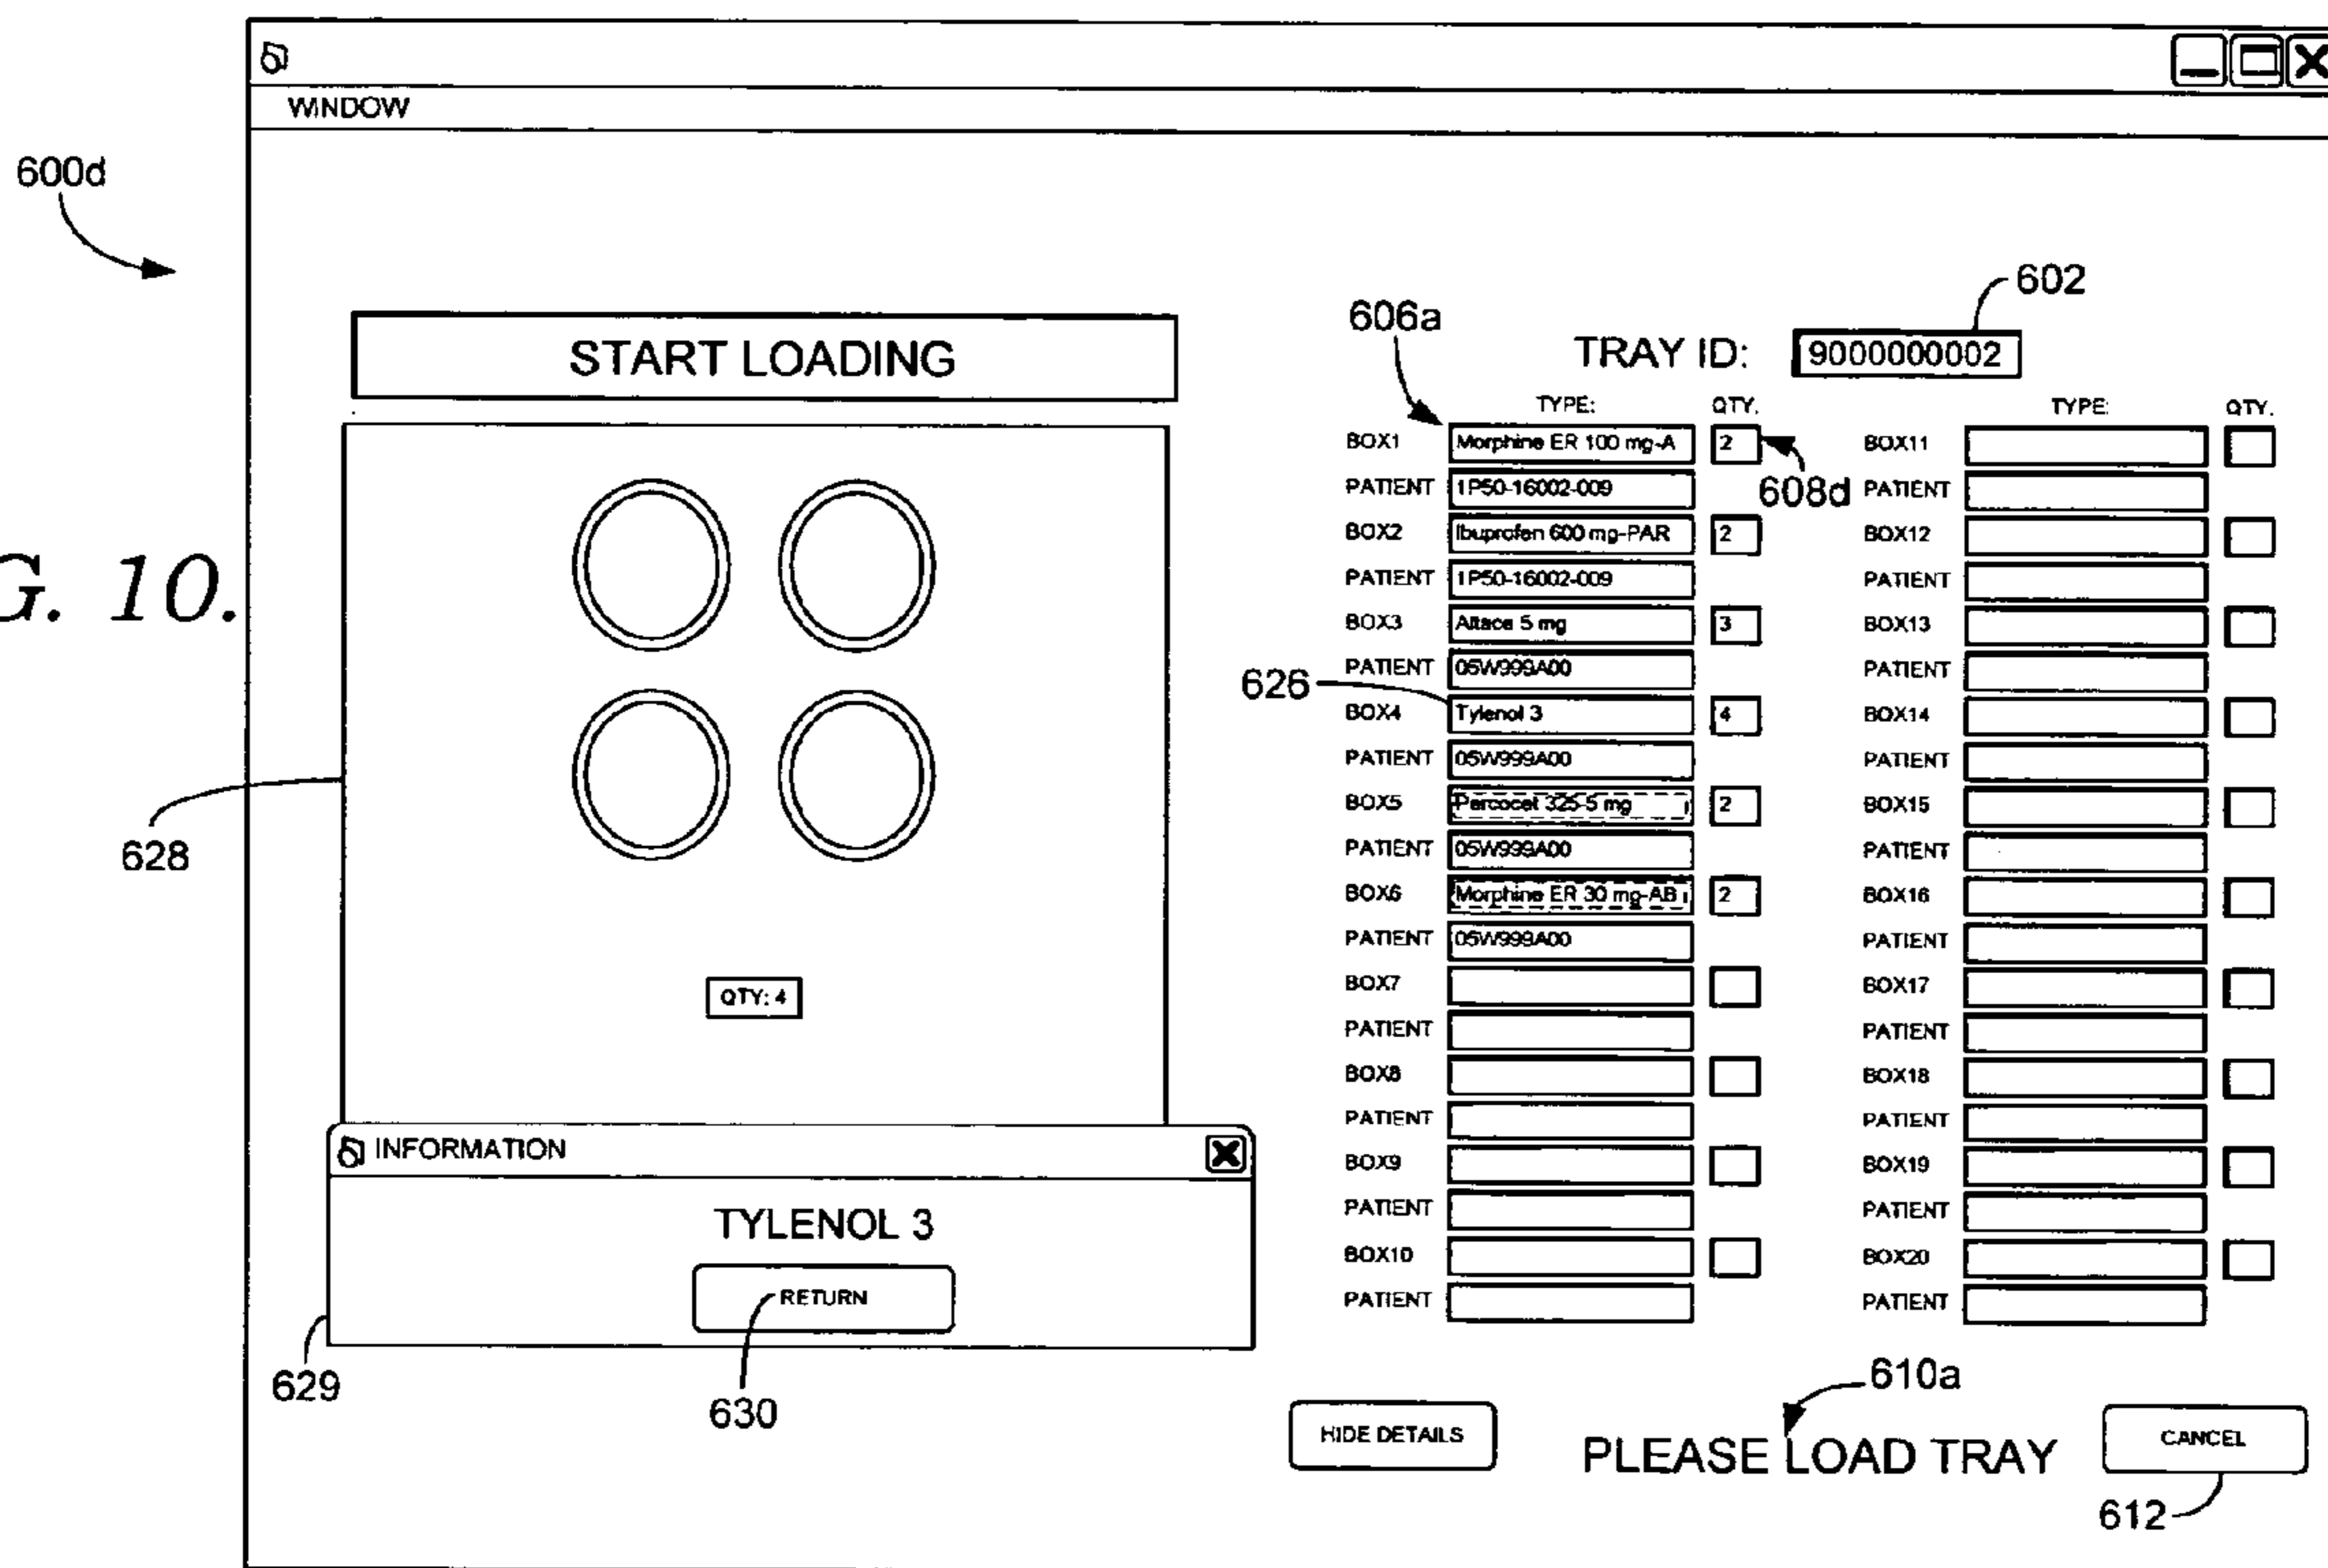 WINDOW
600d
602
606a
START LOADING
TRAY ID: 9000000002
TYPE: QTY. TYPE: QTY.
BOX1 Morphine ER 100 mg-A 2 BOX11
PATIENT 1P50-16002-009 608d PATIENT
G. 10.
BOX2 Ibuprofen 600 mg-PAR 2 BOX12
PATIENT 1P50-16002-009 PATIENT
BOX3 Altace 5 mg 3 BOX13
PATIENT 05W999A00 PATIENT
626
BOX4 Tylenol 3 4 BOX14
PATIENT 05W999A00 PATIENT
BOX5 Percocet 325-5 mg 2 BOX15
628
PATIENT 05W999A00 PATIENT
BOX6 Morphine ER 30 mg-AB 2 BOX16
PATIENT 05W999A00 PATIENT
QTY: 4
BOX7 BOX17
PATIENT PATIENT
BOX8 BOX18
PATIENT PATIENT
INFORMATION
BOX9 BOX19
PATIENT PATIENT
TYLENOL 3
BOX10 BOX20
RETURN
PATIENT PATIENT
629
630
610a
HIDE DETAILS
PLEASE LOAD TRAY
CANCEL
612